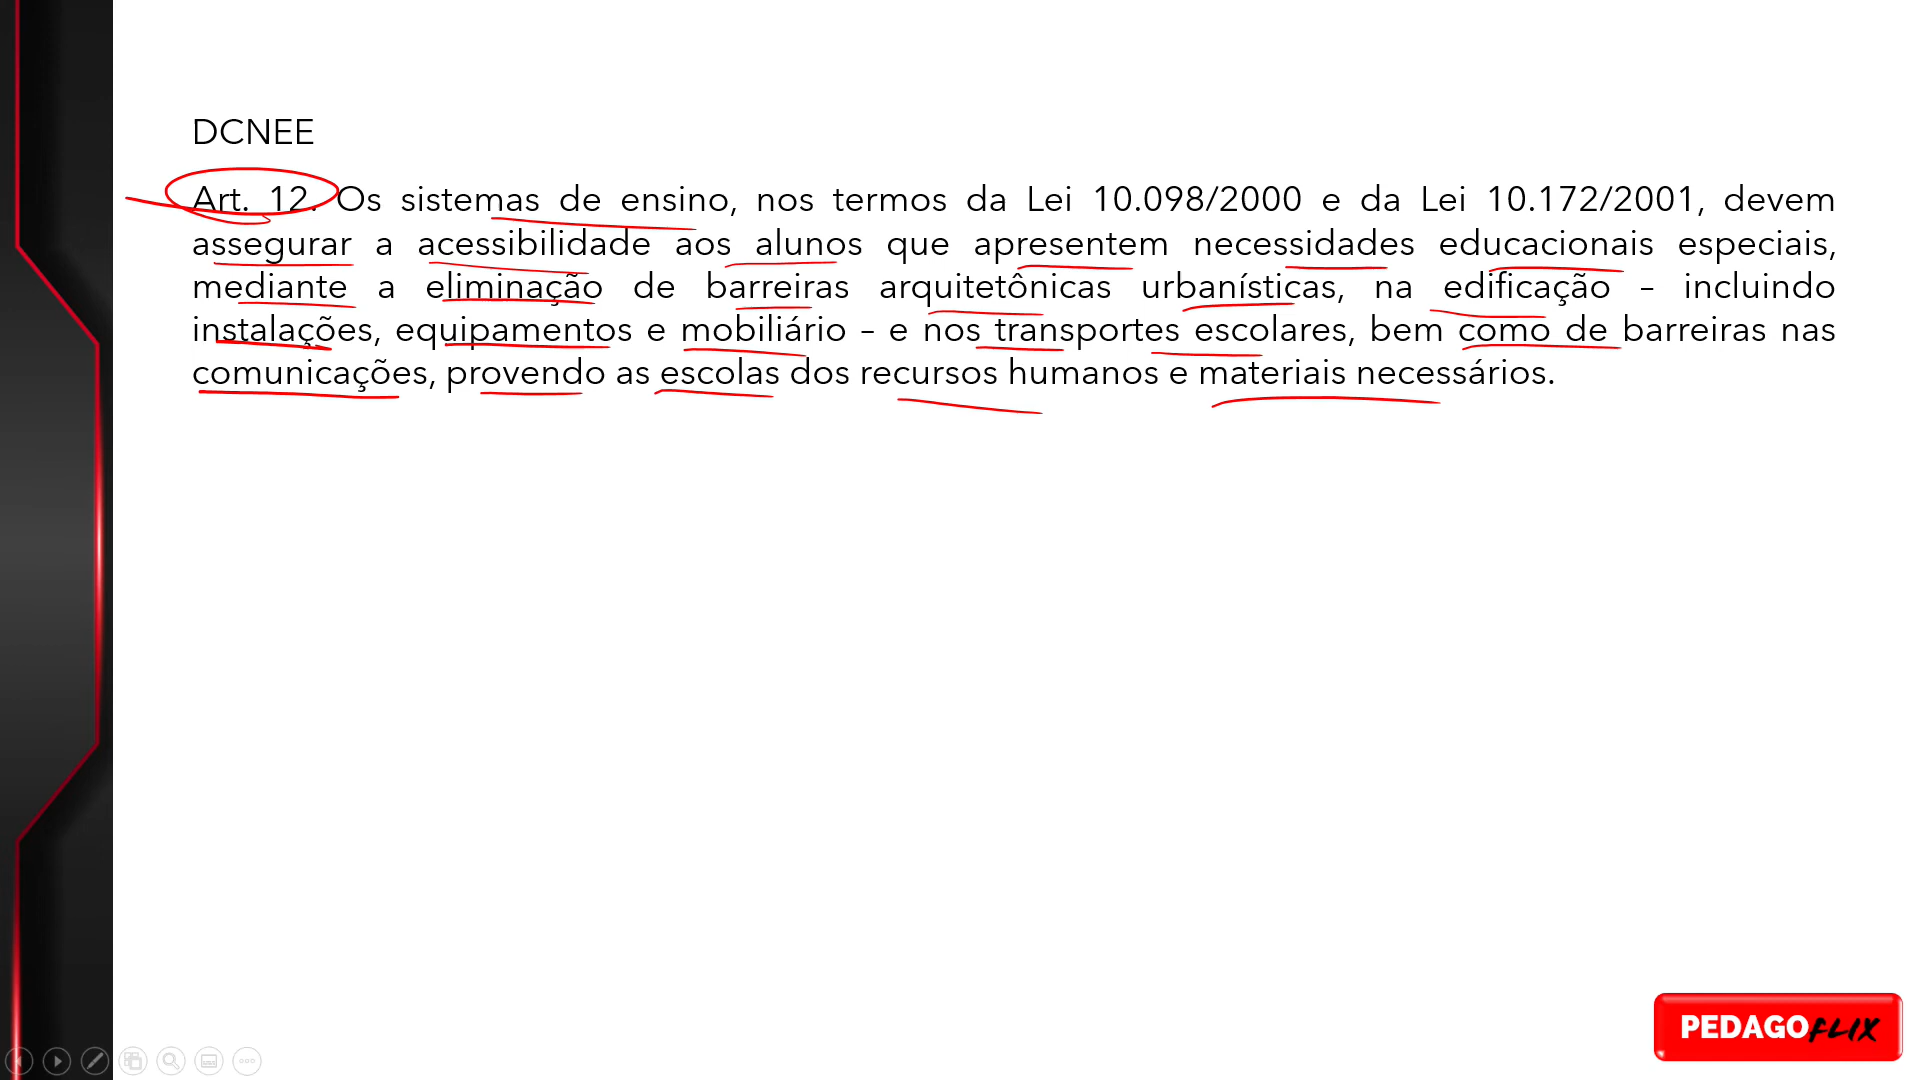 DCNEE
Art. 12. Os sistemas de ensino, nos termos da Lei 10.098/2000 e da Lei 10.172/2001, devem
assegurar a acessibilidade aos alunos que apresentem necessidades educacionais especiais,
mediante a eliminação de barreiras arquitetônicas urbanísticas, na edificação – incluindo
instalações, equipamentos e mobiliário – e nos transportes escolares, bem como de barreiras nas
comunicações, provendo as escolas dos recursos humanos e materiais necessários.
PEDAGOFLIX